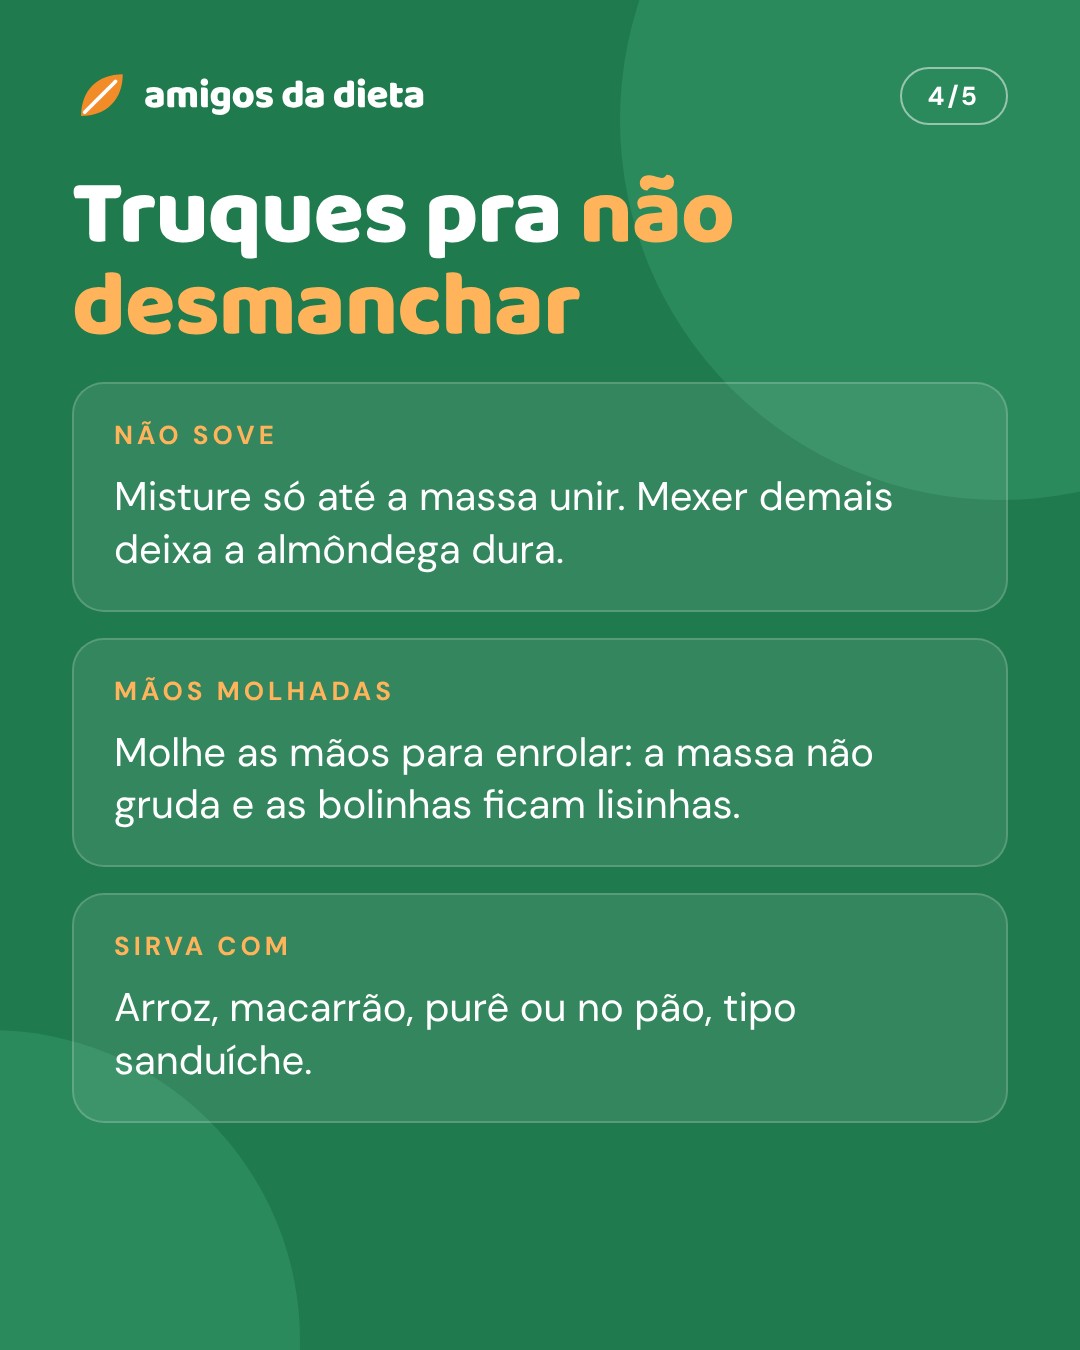 amigos da dieta
4/5
Truques pra não
desmanchar
NÃO SOVE
Misture só até a massa unir. Mexer demais
deixa a almôndega dura.
MÃOS MOLHADAS
Molhe as mãos para enrolar: a massa não
gruda e as bolinhas ficam lisinhas.
SIRVA COM
Arroz, macarrão, purê ou no pão, tipo
sanduíche.